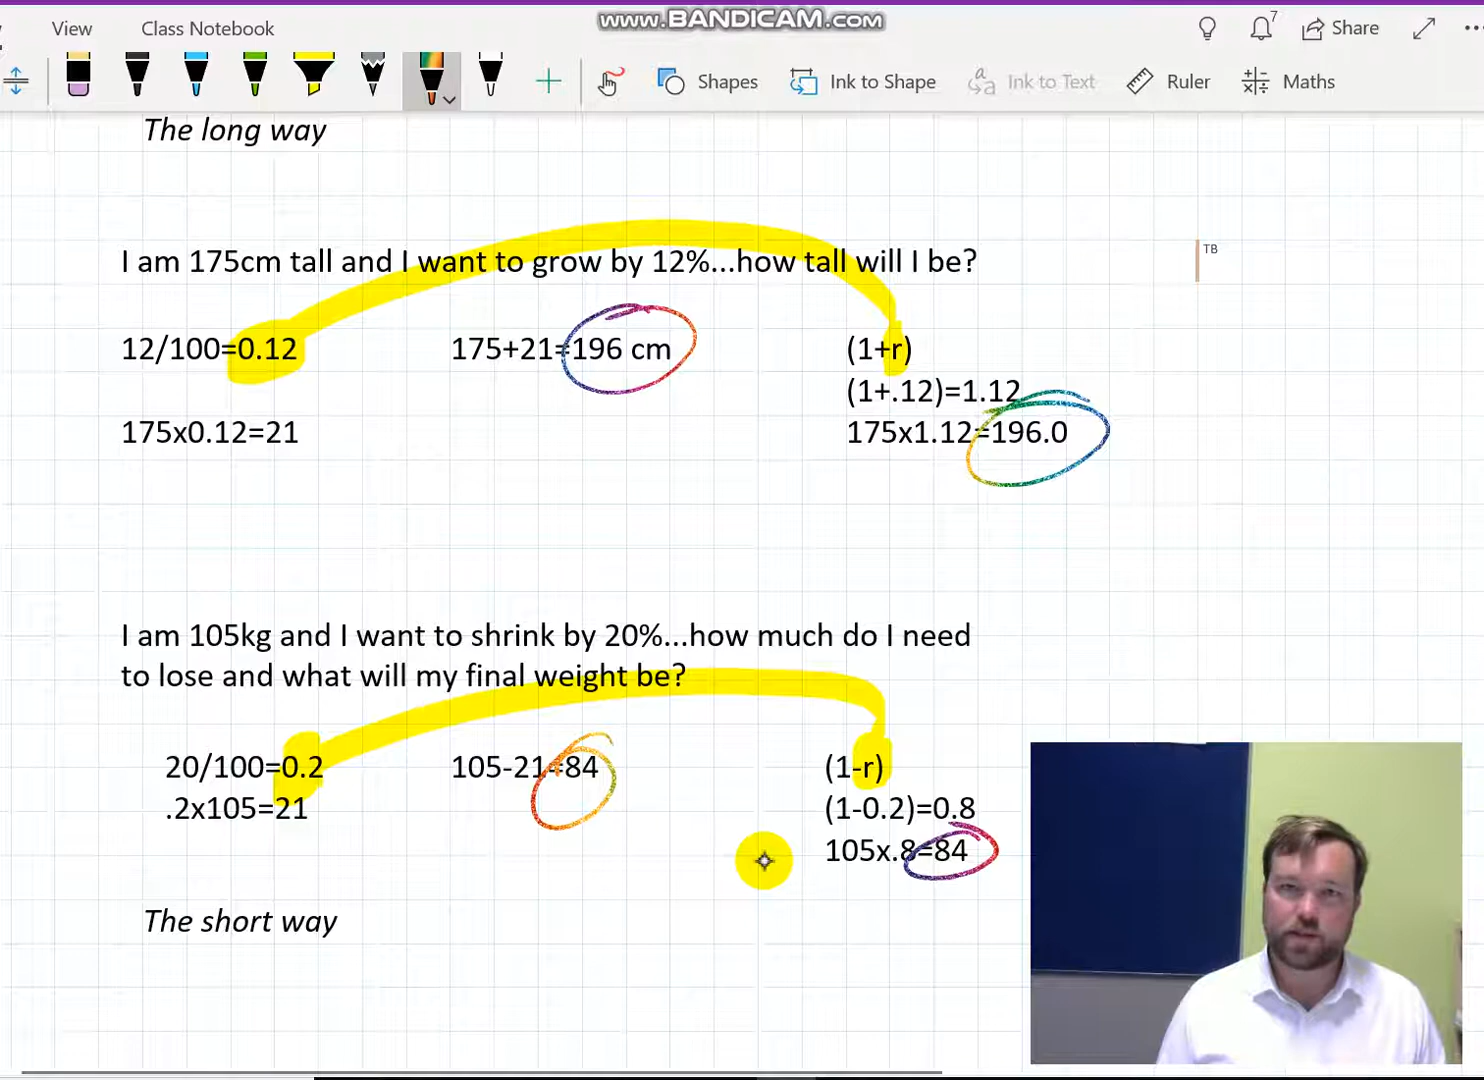 www.BANDICAM.com
View Class Notebook 7 Share
Shapes Ink to Shape Ink to Text Ruler Maths
The long way
I am 175cm tall and I want to grow by 12%...how tall will I be?
TB
12/100=0.12 175+21=196 cm (1+r)
(1+.12)=1.12
175x0.12=21 175x1.12=196.0
I am 105kg and I want to shrink by 20%...how much do I need
to lose and what will my final weight be?
20/100=0.2 105-21=84 (1-r)
.2x105=21 (1-0.2)=0.8
105x.8=84
The short way